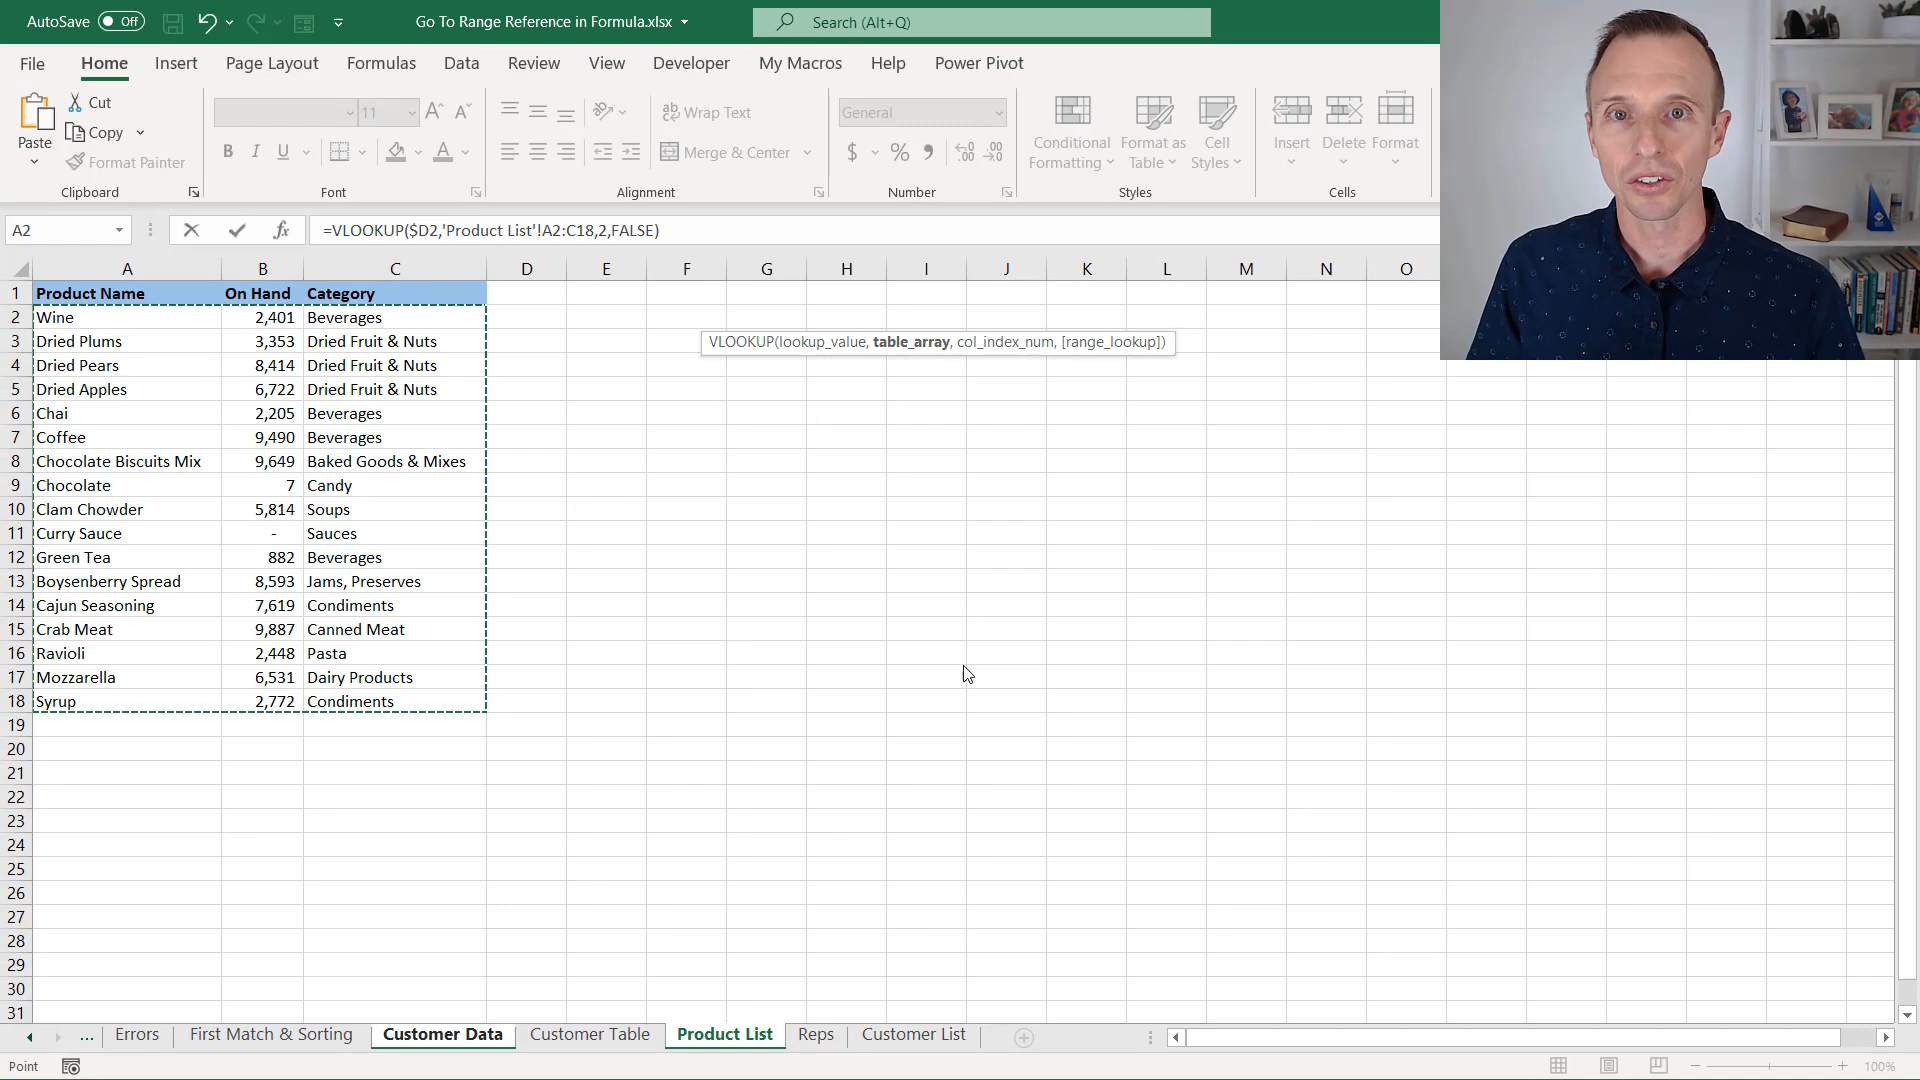 AutoSave Off
Go To Range Reference in Formula.xlsx
Search (Alt+Q)
File Home Insert Page Layout Formulas Data Review View Developer My Macros Help Power Pivot
Paste
Cut
Copy
Format Painter
Clipboard
11
B I U
Font
Wrap Text
Merge & Center
Alignment
General
$ % 9
Number
Conditional Formatting
Format as Table
Cell Styles
Styles
Insert Delete Format
Cells
A2
fx
=VLOOKUP($D2,'Product List'!A2:C18,2,FALSE)
A B C D E F G H I J K L M N O
1 Product Name On Hand Category
2 Wine 2,401 Beverages
3 Dried Plums 3,353 Dried Fruit & Nuts
VLOOKUP(lookup_value, table_array, col_index_num, [range_lookup])
4 Dried Pears 8,414 Dried Fruit & Nuts
5 Dried Apples 6,722 Dried Fruit & Nuts
6 Chai 2,205 Beverages
7 Coffee 9,490 Beverages
8 Chocolate Biscuits Mix 9,649 Baked Goods & Mixes
9 Chocolate 7 Candy
10 Clam Chowder 5,814 Soups
11 Curry Sauce - Sauces
12 Green Tea 882 Beverages
13 Boysenberry Spread 8,593 Jams, Preserves
14 Cajun Seasoning 7,619 Condiments
15 Crab Meat 9,887 Canned Meat
16 Ravioli 2,448 Pasta
17 Mozzarella 6,531 Dairy Products
18 Syrup 2,772 Condiments
19
20
21
22
23
24
25
26
27
28
29
30
31
... Errors First Match & Sorting Customer Data Customer Table Product List Reps Customer List
Point
100%